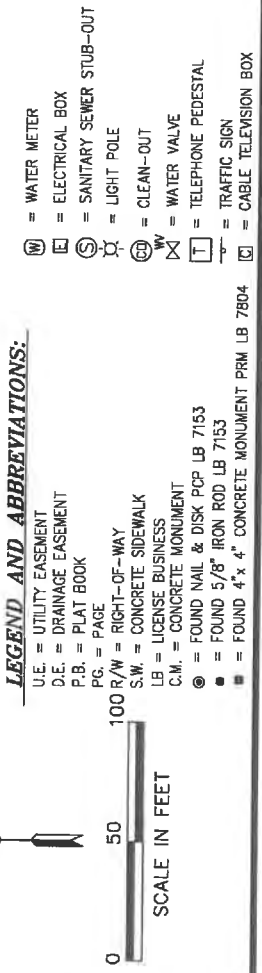 LEGEND AND ABBREVIATIONS:
U.E. = UTILITY EASEMENT
D.E. = DRAINAGE EASEMENT
P.B. = PLAT BOOK
PG. = PAGE
R/W = RIGHT-OF-WAY
S.W. = CONCRETE SIDEWALK
LB = LICENSE BUSINESS
C.M. = CONCRETE MONUMENT
= FOUND NAIL & DISK PCP LB 7153
= FOUND 5/8" IRON ROD LB 7153
= FOUND 4"x 4" CONCRETE MONUMENT PRM LB 7804
W = WATER METER
E = ELECTRICAL BOX
S = SANITARY SEWER STUB-OUT
= LIGHT POLE
CO = CLEAN-OUT
WV = WATER VALVE
T = TELEPHONE PEDESTAL
= TRAFFIC SIGN
C = CABLE TELEVISION BOX
0 50 100
SCALE IN FEET